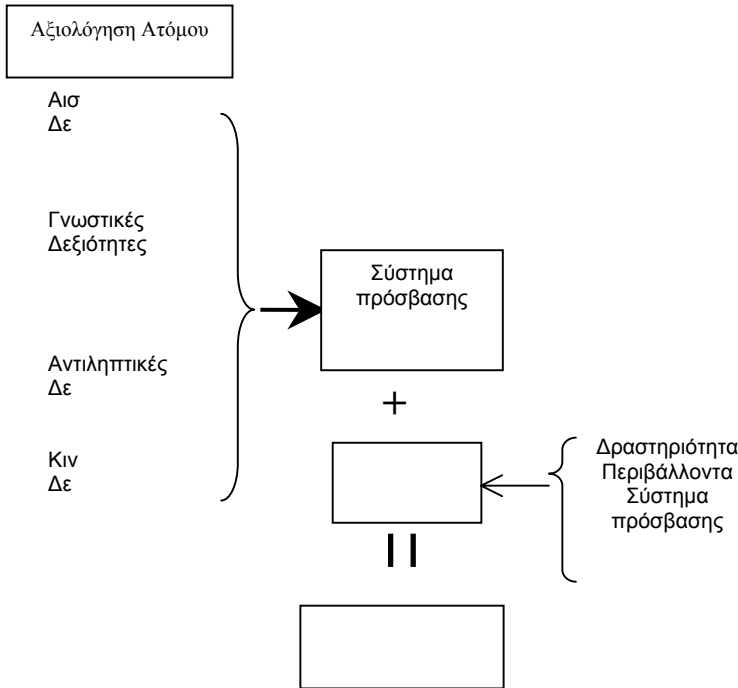 Αξιολόγηση Ατόμου
Αισ
Δε
Γνωστικές
Δεξιότητες
Σύστημα
πρόσβασης
Αντιληπτικές
Δε
+
Κιν
Δε
Δραστηριότητα
Περιβάλλοντα
Σύστημα
πρόσβασης